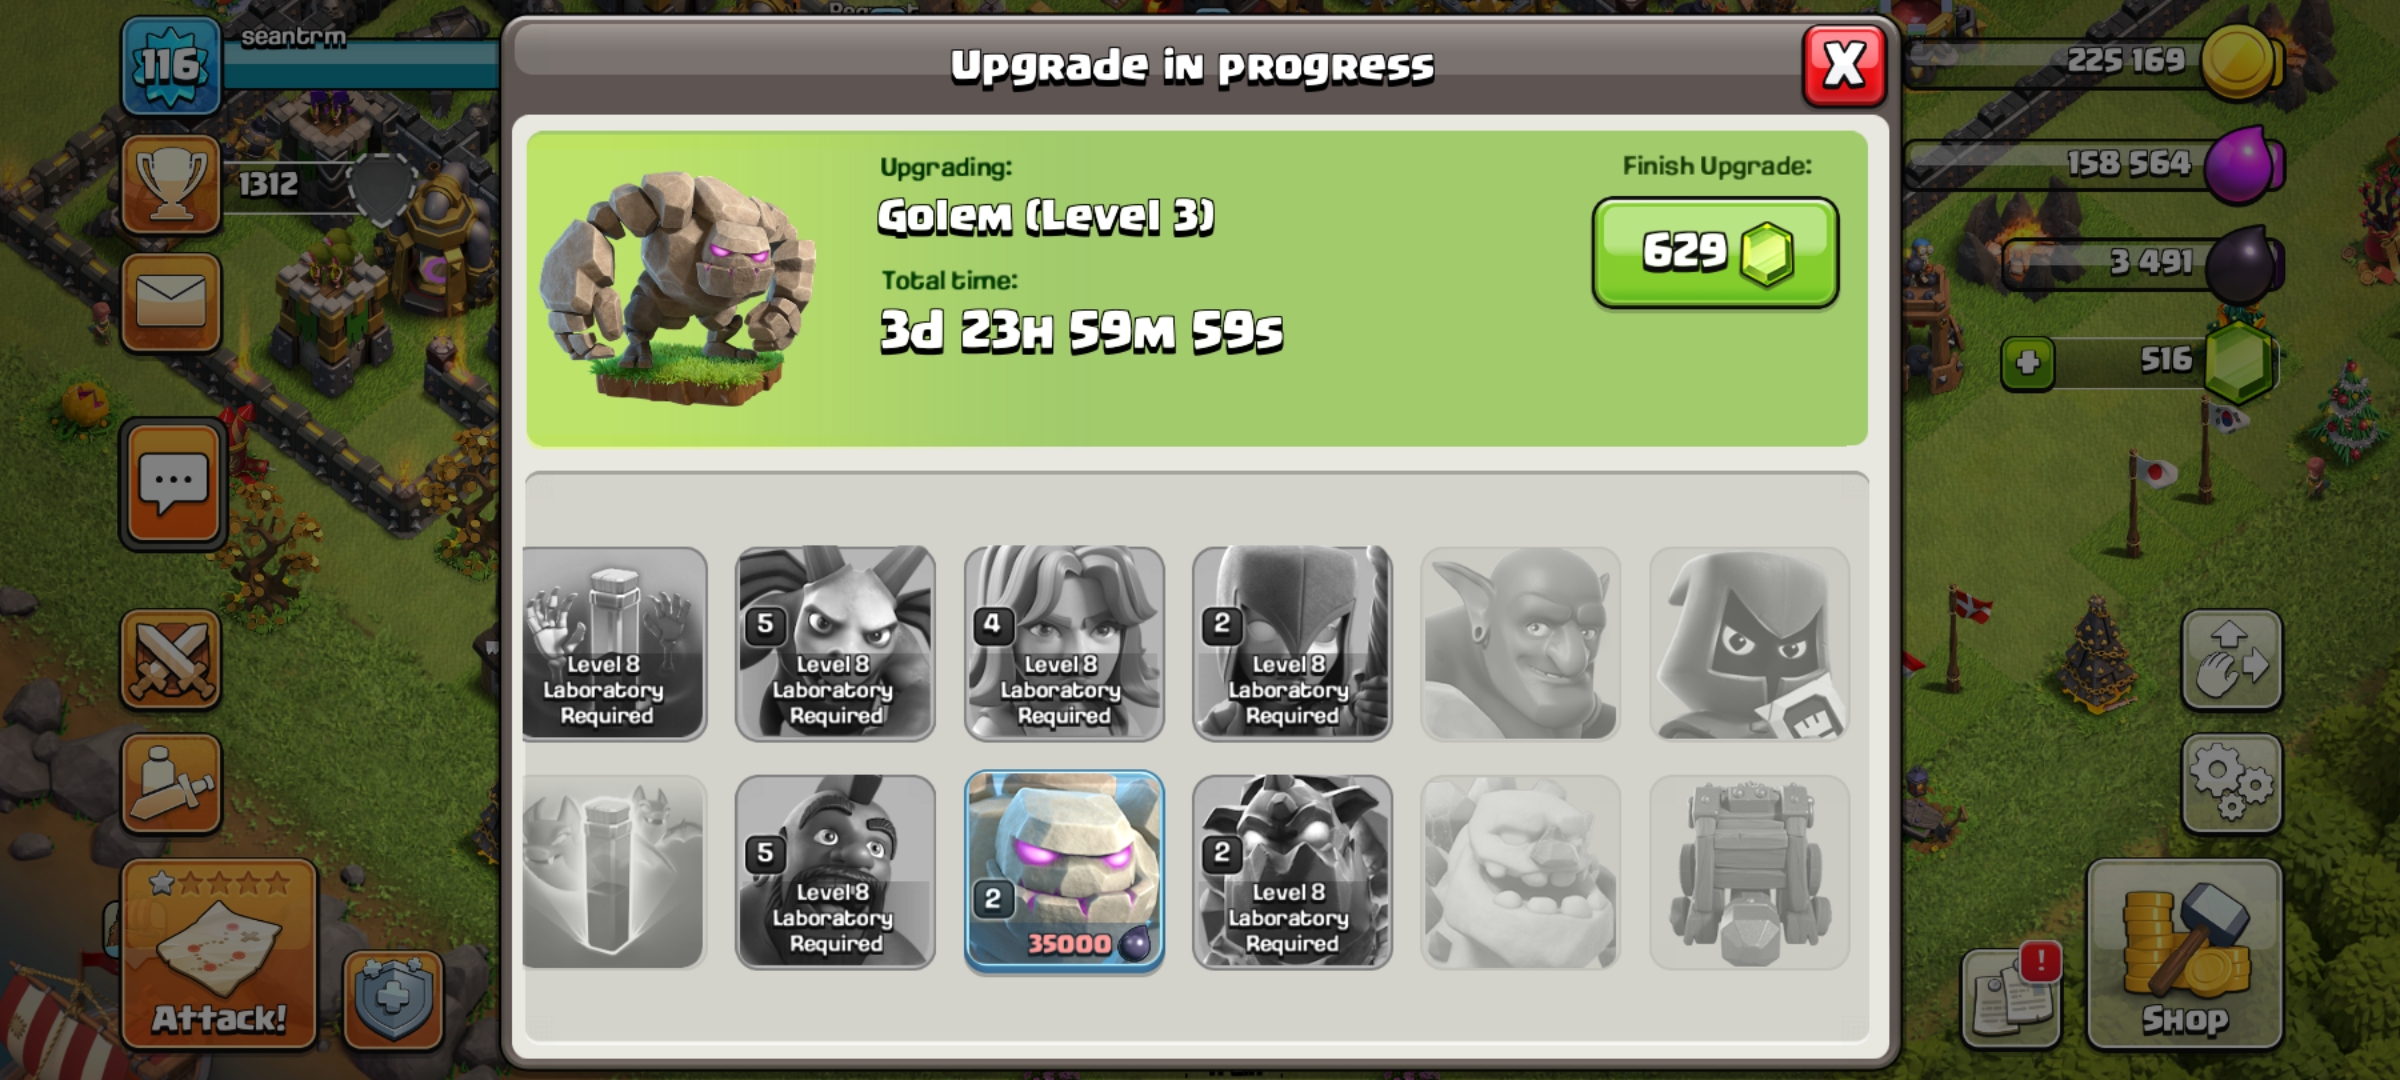 116
seantrm
1312
Upgrade in progress
X
225 169
158 564
3 491
516
Upgrading:
Golem (Level 3)
Total time:
3d 23H 59M 59s
Finish Upgrade:
629
Level 8
Laboratory
Required
5
Level 8
Laboratory
Required
4
Level 8
Laboratory
Required
2
Level 8
Laboratory
Required
5
Level 8
Laboratory
Required
2
35000
2
Level 8
Laboratory
Required
Attack!
!
Shop